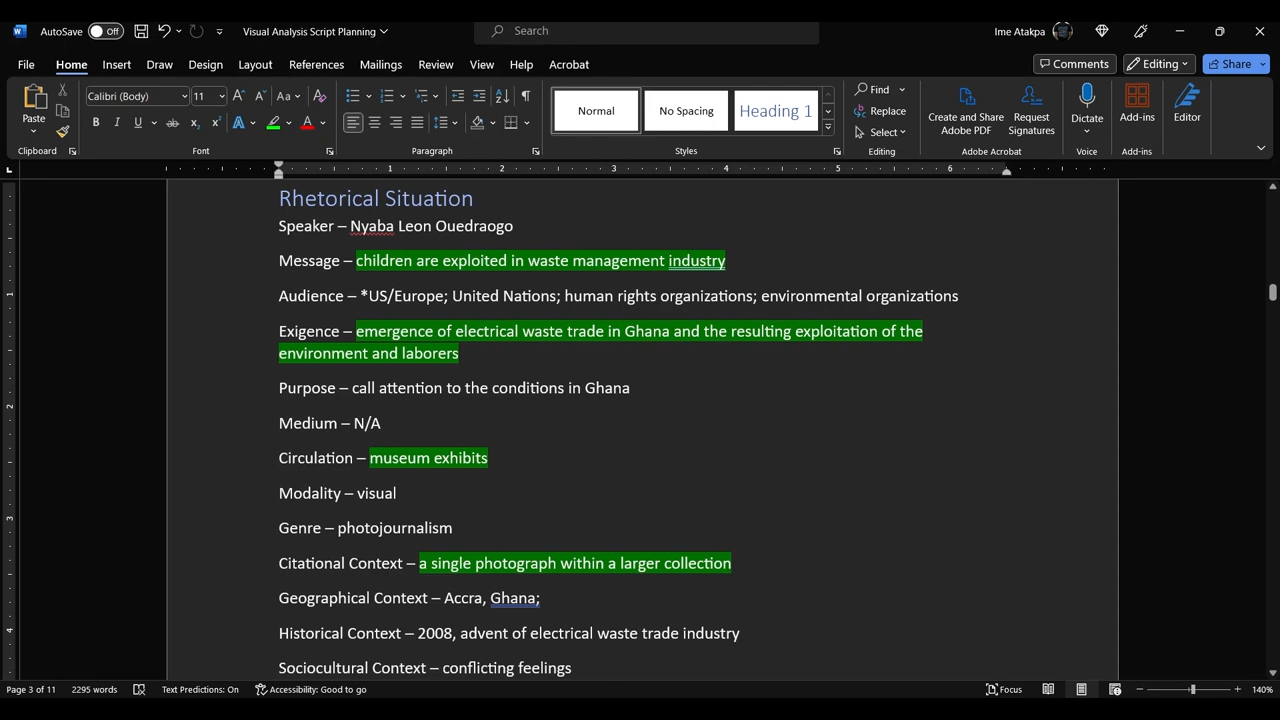 AutoSave Off Visual Analysis Script Planning Search Ime Atakpa
File Home Insert Draw Design Layout References Mailings Review View Help Acrobat Comments Editing Share
Paste Calibri (Body) 11 Aa Find Replace Select
Normal No Spacing Heading 1
Create and Share Adobe PDF Request Signatures Dictate Add-ins Editor
Clipboard Font Paragraph Styles Editing Adobe Acrobat Voice Add-ins
1 2 3 4 5 6
Rhetorical Situation
Speaker – Nyaba Leon Ouedraogo
Message – children are exploited in waste management industry
Audience – *US/Europe; United Nations; human rights organizations; environmental organizations
Exigence – emergence of electrical waste trade in Ghana and the resulting exploitation of the
environment and laborers
Purpose – call attention to the conditions in Ghana
Medium – N/A
Circulation – museum exhibits
Modality – visual
Genre – photojournalism
Citational Context – a single photograph within a larger collection
Geographical Context – Accra, Ghana;
Historical Context – 2008, advent of electrical waste trade industry
Sociocultural Context – conflicting feelings
Page 3 of 11 2295 words Text Predictions: On Accessibility: Good to go Focus 140%